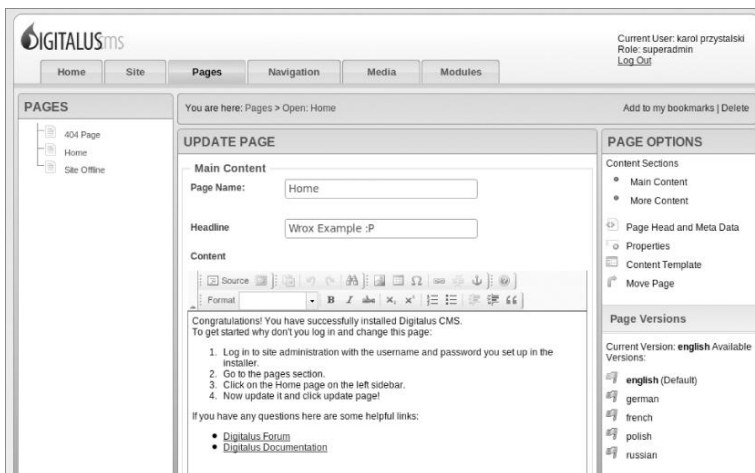 DIGITALUS CMS
Current User: karol przystalski
Role: superadmin
Log Out
Home Site Pages Navigation Media Modules
PAGES
404 Page
Home
Site Offline
You are here: Pages > Open: Home
Add to my bookmarks | Delete
UPDATE PAGE
Main Content
Page Name: Home
Headline Wrox Example :P
Content
Source
Format
Congratulations! You have successfully installed Digitalus CMS.
To get started why don't you log in and change this page:
1. Log in to site administration with the username and password you set up in the
installer.
2. Go to the pages section.
3. Click on the Home page on the left sidebar.
4. Now update it and click update page!
If you have any questions here are some helpful links:
Digitalus Forum
Digitalus Documentation
PAGE OPTIONS
Content Sections
Main Content
More Content
Page Head and Meta Data
Properties
Content Template
Move Page
Page Versions
Current Version: english Available
Versions:
english (Default)
german
french
polish
russian